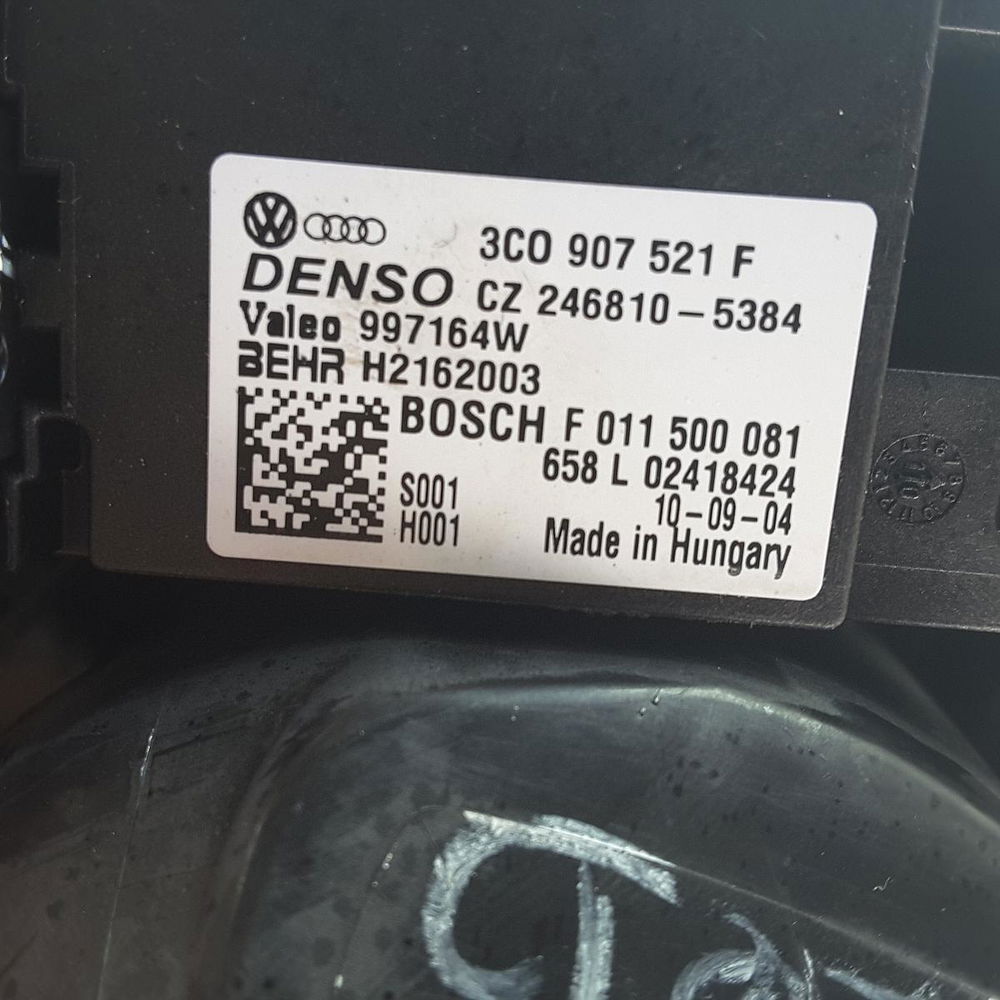 3C0 907 521 F
DENSO CZ 246810-5384
Valeo 997164W
BEHR H2162003
BOSCH F 011 500 081
658 L 02418424
S001
10-09-04
H001
Made in Hungary